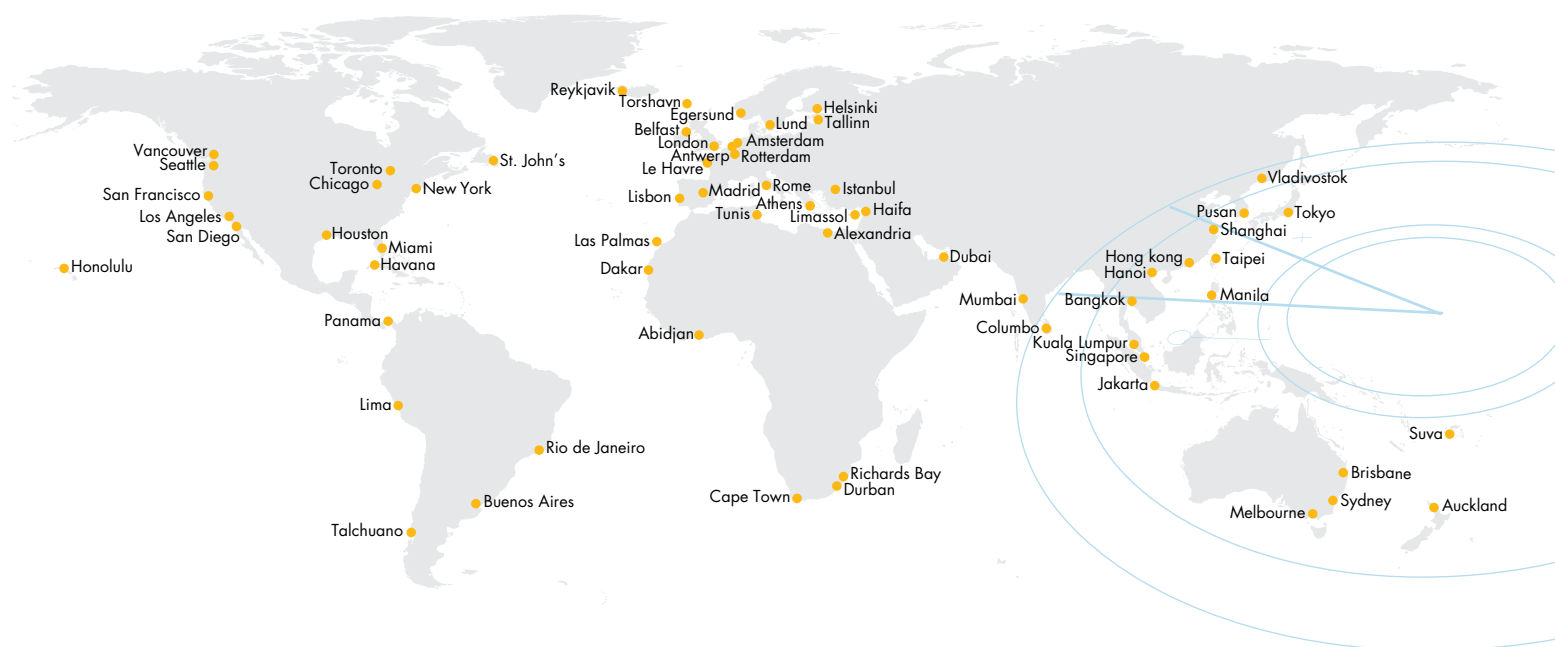 Reykjavik
Torshavn
Egersund
Helsinki
Tallinn
Lund
Belfast
London
Amsterdam
Antwerp
Rotterdam
Le Havre
Vancouver
Seattle
Toronto
Chicago
St. John's
New York
San Francisco
Los Angeles
San Diego
Lisbon
Madrid
Rome
Istanbul
Athens
Tunis
Limassol
Haifa
Alexandria
Vladivostok
Pusan
Tokyo
Shanghai
Houston
Miami
Havana
Honolulu
Las Palmas
Dakar
Dubai
Hong kong
Hanoi
Taipei
Mumbai
Bangkok
Manila
Panama
Abidjan
Columbo
Kuala Lumpur
Singapore
Jakarta
Lima
Rio de Janeiro
Suva
Richards Bay
Durban
Cape Town
Brisbane
Sydney
Melbourne
Auckland
Buenos Aires
Talchuano